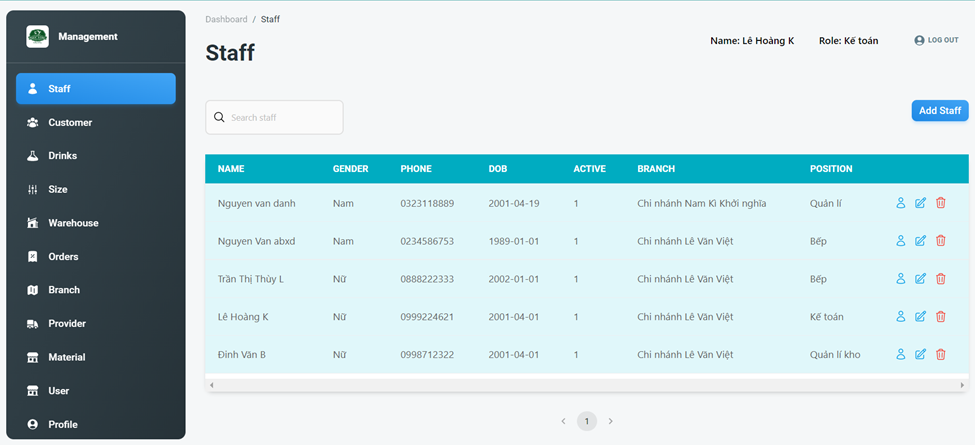 Management
Staff
Customer
Drinks
Size
Warehouse
Orders
Branch
Provider
Material
User
Profile
Dashboard / Staff
Staff
Name: Lê Hoàng K Role: Kế toán LOG OUT
Search staff
Add Staff
NAME GENDER PHONE DOB ACTIVE BRANCH POSITION
Nguyen van danh Nam 0323118889 2001-04-19 1 Chi nhánh Nam Kì Khởi nghĩa Quản lí
Nguyen Van abxd Nam 0234586753 1989-01-01 1 Chi nhánh Lê Văn Việt Bếp
Trần Thị Thùy L Nữ 0888222333 2002-01-01 1 Chi nhánh Lê Văn Việt Bếp
Lê Hoàng K Nữ 0999224621 2001-04-01 1 Chi nhánh Lê Văn Việt Kế toán
Đinh Văn B Nữ 0998712322 2001-04-01 1 Chi nhánh Lê Văn Việt Quản lí kho
1